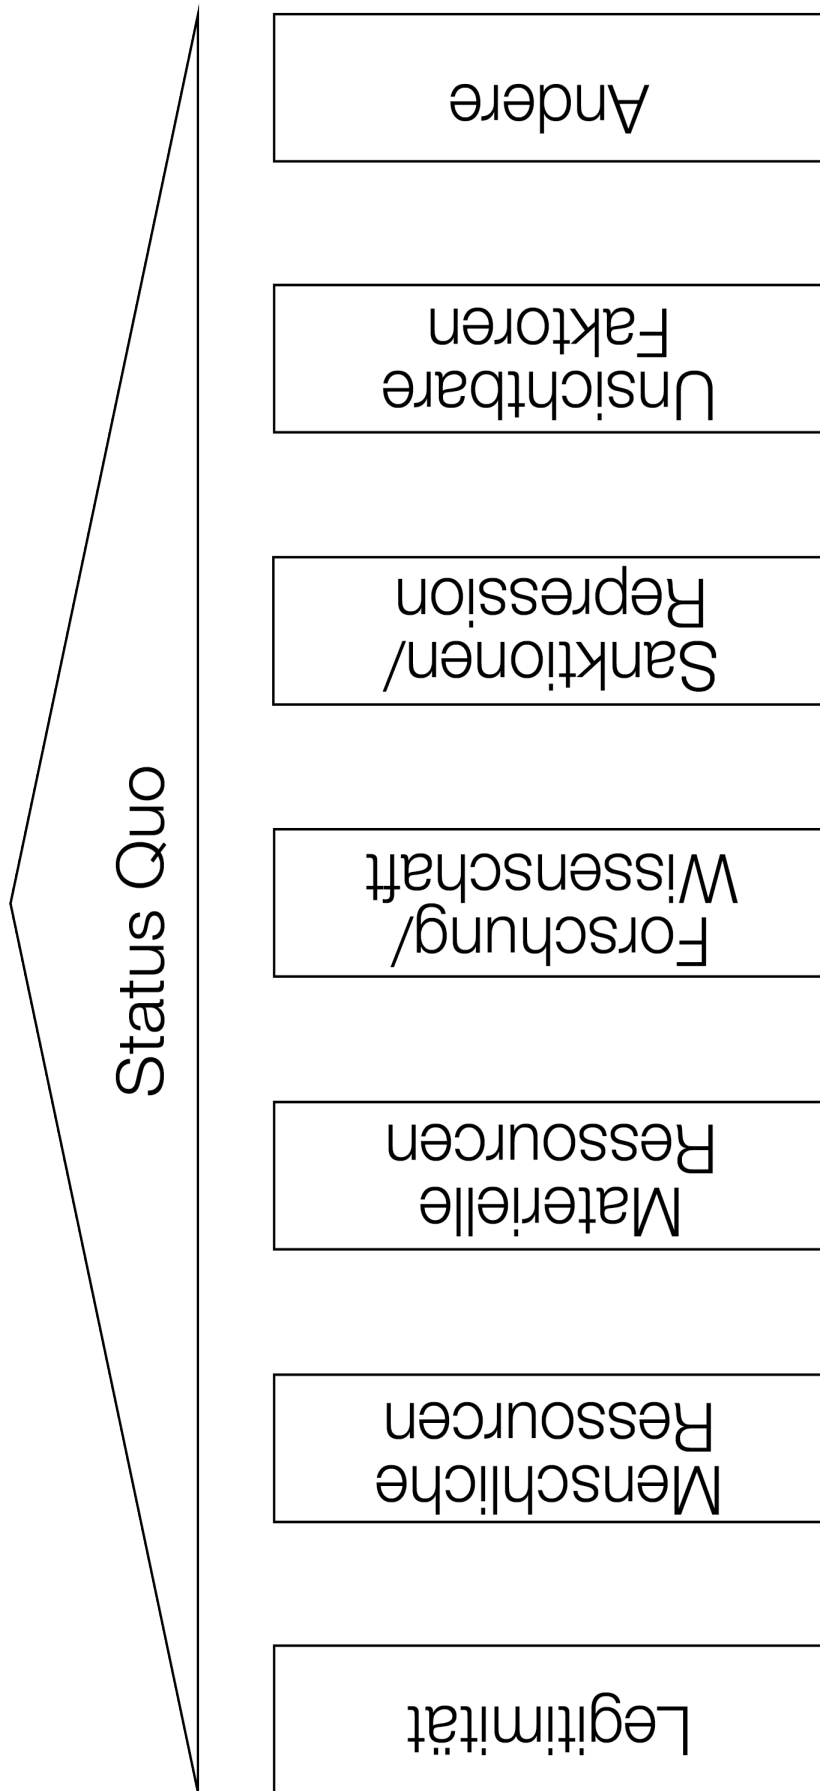 Status Quo
Legitimität
Menschliche
Ressourcen
Materielle
Ressourcen
Forschung/
Wissenschaft
Sanktionen/
Repression
Unsichtbare
Faktoren
Andere